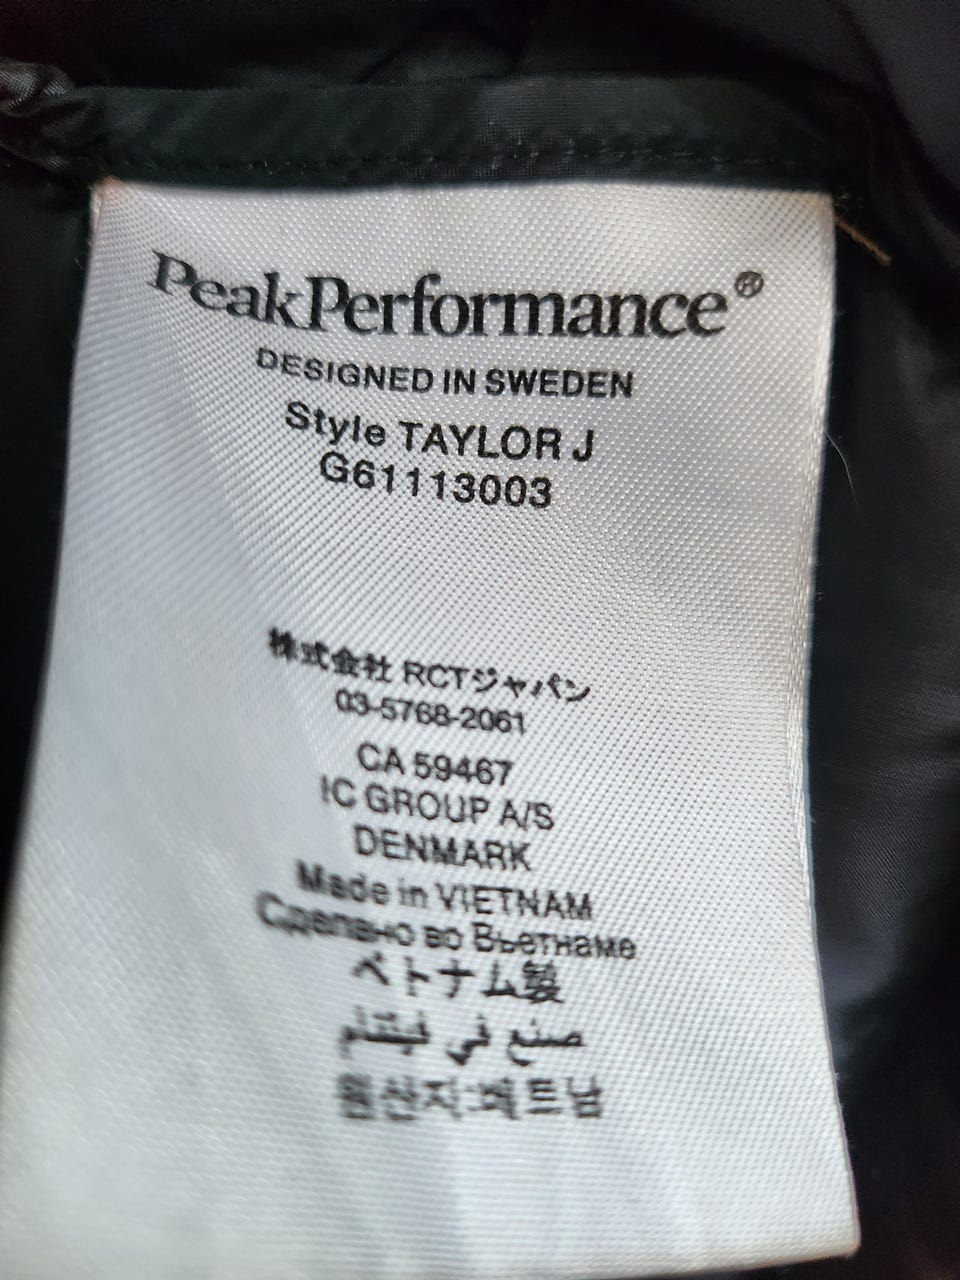 PeakPerformance®
DESIGNED IN SWEDEN
Style TAYLOR J
G61113003
株式会社 RCTジャパン
03-5768-2061
CA 59467
IC GROUP A/S
DENMARK
Made in VIETNAM
Сделано во Вьетнаме
ベトナム製
صنع في فيتنام
원산지:베트남